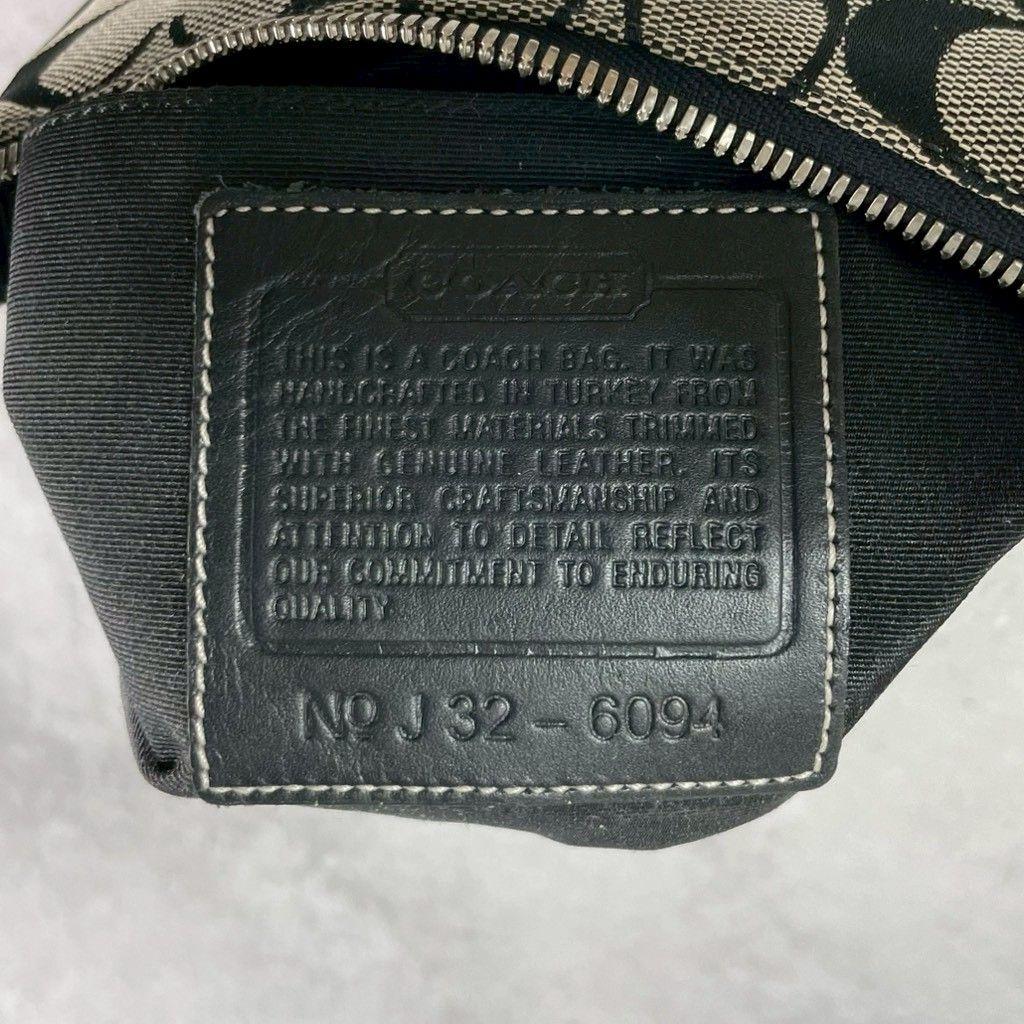 COACH
THIS IS A COACH BAG. IT WAS
HANDCRAFTED IN TURKEY FROM
THE FINEST MATERIALS TRIMMED
WITH GENUINE LEATHER. ITS
SUPERIOR CRAFTSMANSHIP AND
ATTENTION TO DETAIL REFLECT
OUR COMMITMENT TO ENDURING
QUALITY.
Nº J32-6094